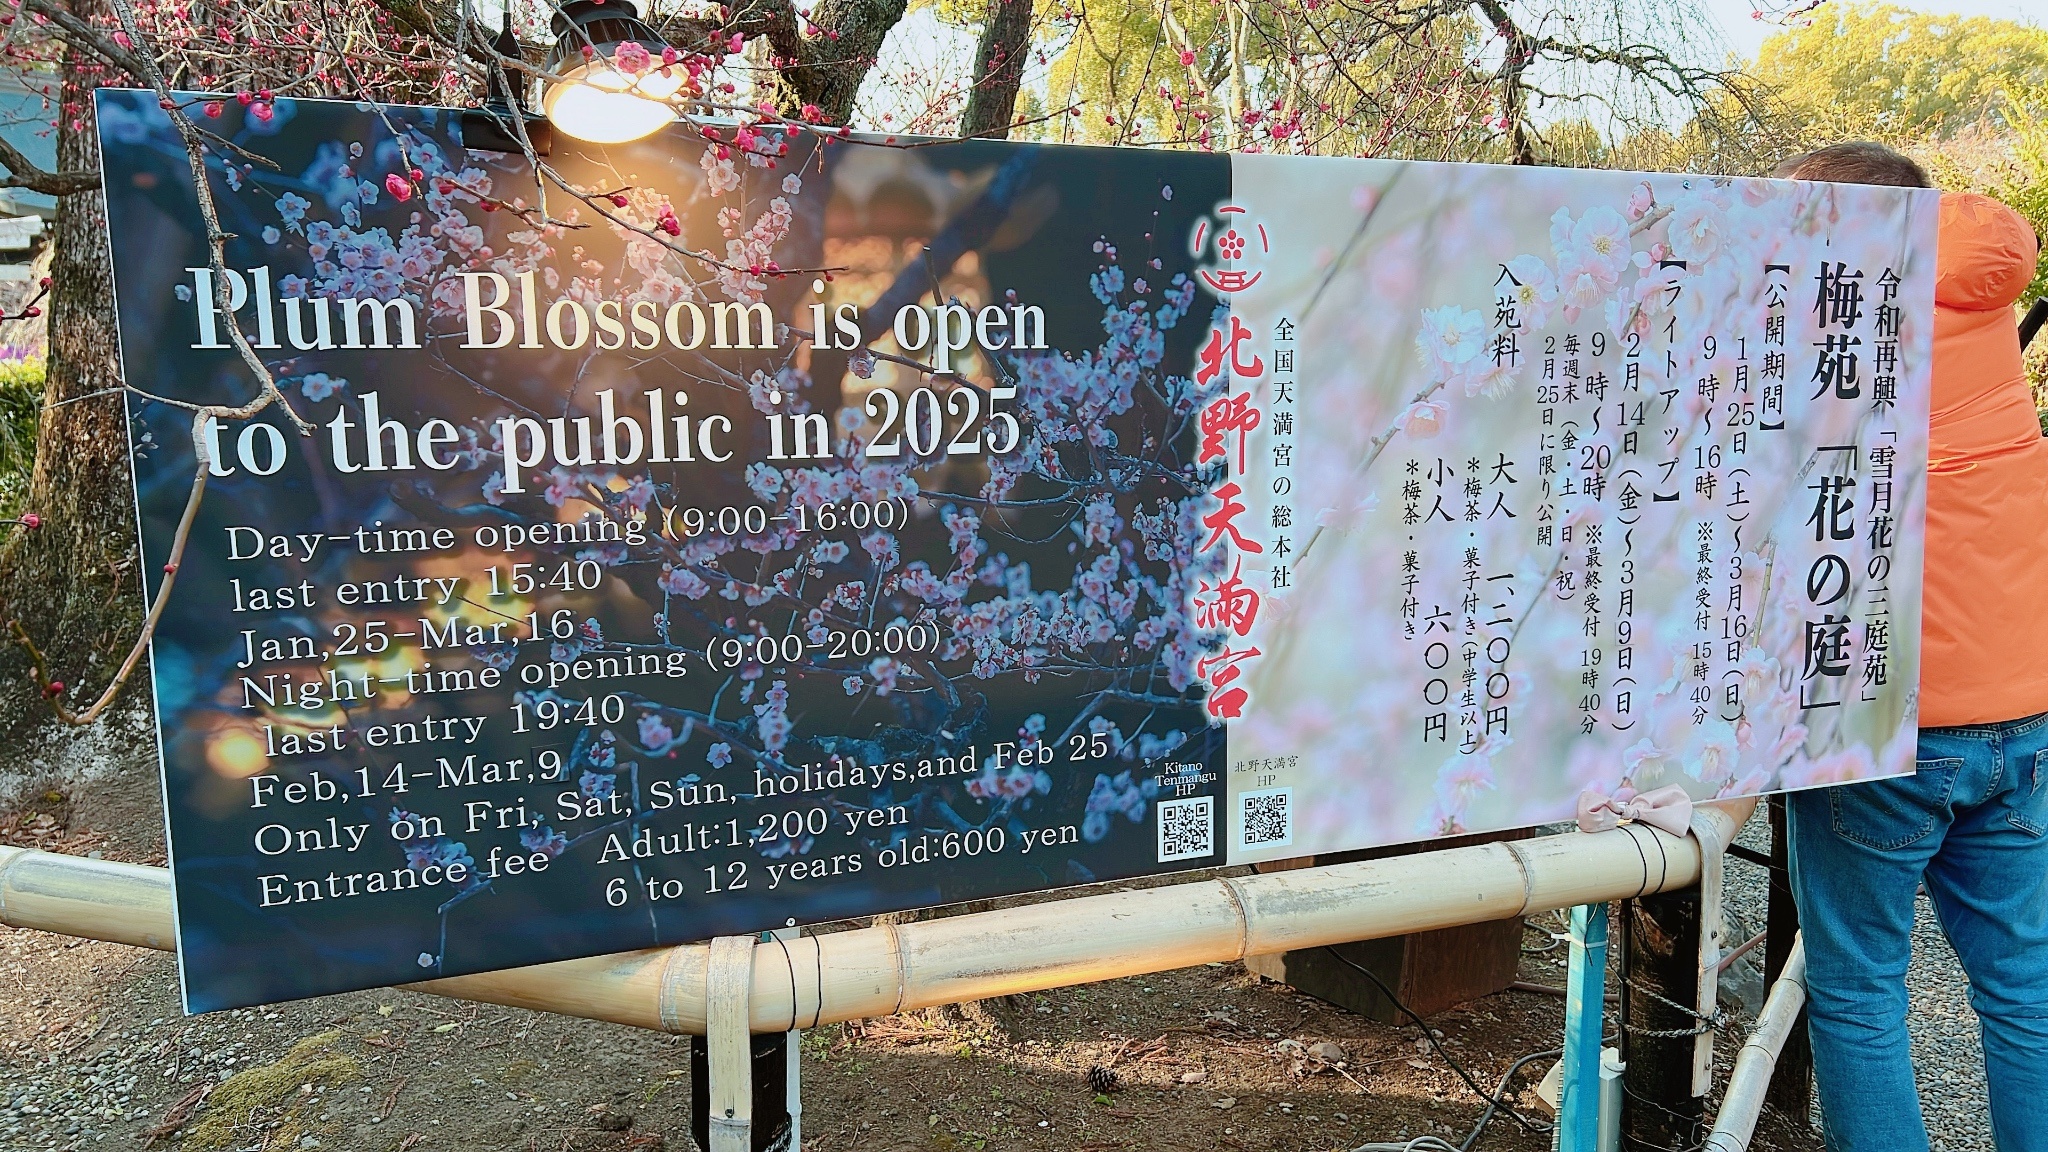 Plum Blossom is open
to the public in 2025
Day-time opening (9:00-16:00)
last entry 15:40
Jan,25-Mar,16
Night-time opening (9:00-20:00)
last entry 19:40
Feb,14-Mar,9
Only on Fri, Sat, Sun, holidays,and Feb 25
Entrance fee Adult:1,200 yen
6 to 12 years old:600 yen
Kitano
Tenmangu
HP
令和再興「雪月花の三庭苑」
梅苑「花の庭」
【公開期間】
1月25日(土)~3月16日(日)
9時~16時 ※最終受付 15時40分
【ライトアップ】
2月14日(金)~3月9日(日)
9時~20時 ※最終受付 19時40分
毎週末(金・土・日・祝)
2月25日に限り公開
入苑料
大人 一、二〇〇円
*梅茶・菓子付き(中学生以上)
小人 六〇〇円
*梅茶・菓子付き
全国天満宮の総本社
北野天満宮
北野天満宮
HP